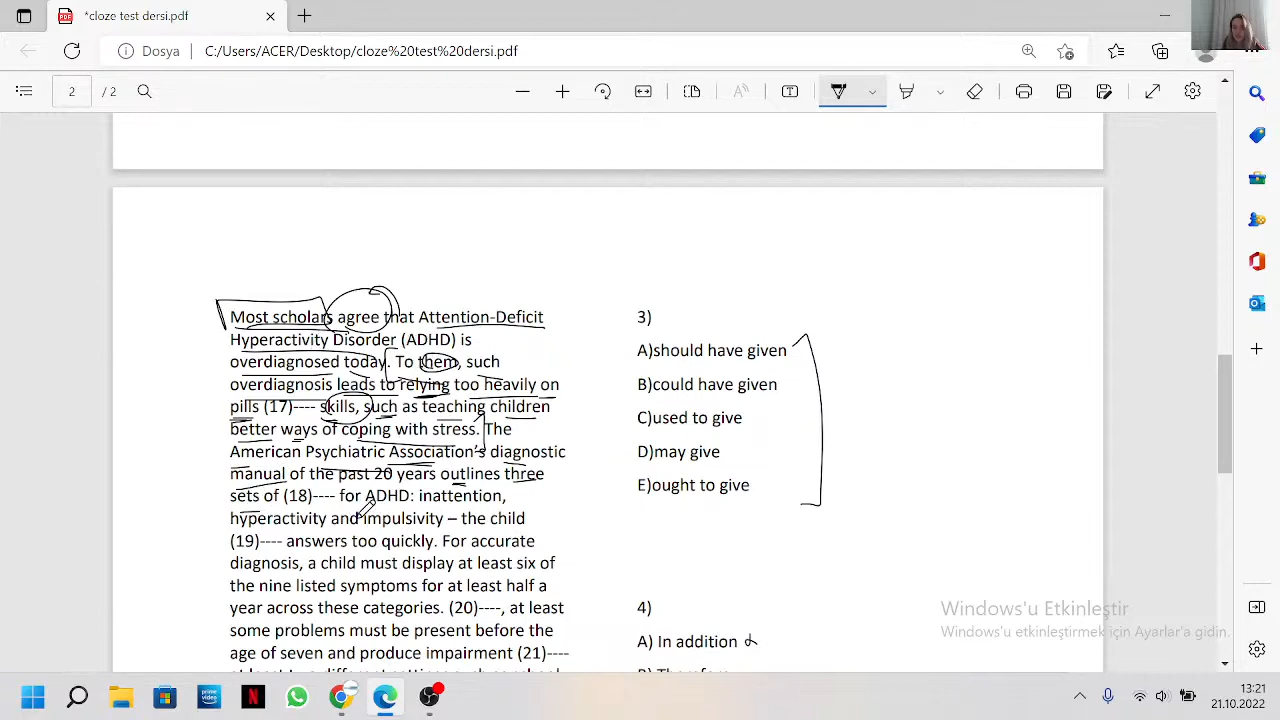 *cloze test dersi.pdf
Dosya C:/Users/ACER/Desktop/cloze%20test%20dersi.pdf
2 / 2
Most scholars agree that Attention-Deficit
Hyperactivity Disorder (ADHD) is
overdiagnosed today. To them, such
overdiagnosis leads to relying too heavily on
pills (17)---- skills, such as teaching children
better ways of coping with stress. The
American Psychiatric Association's diagnostic
manual of the past 20 years outlines three
sets of (18)---- for ADHD: inattention,
hyperactivity and impulsivity – the child
(19)---- answers too quickly. For accurate
diagnosis, a child must display at least six of
the nine listed symptoms for at least half a
year across these categories. (20)----, at least
some problems must be present before the
age of seven and produce impairment (21)----
3)
A)should have given
B)could have given
C)used to give
D)may give
E)ought to give
4)
A) In addition
B) Therefore
Windows'u Etkinleştir
Windows'u etkinleştirmek için Ayarlar'a gidin.
prime video
N
13:21
21.10.2022